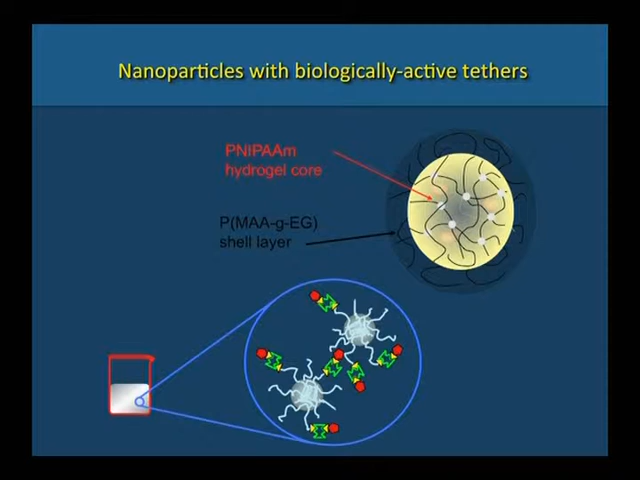 Nanoparticles with biologically-active tethers
PNIPAAm
hydrogel core
P(MAA-g-EG)
shell layer